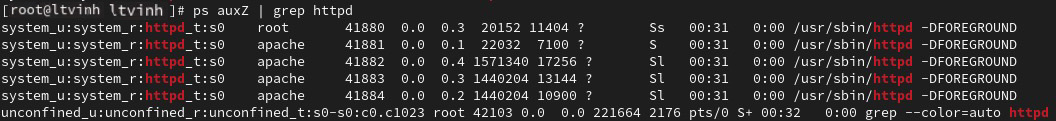 [root@ltvinh ltvinh]# ps auxZ | grep httpd
system_u:system_r:httpd_t:s0 root 41880 0.0 0.3 20152 11404 ? Ss 00:31 0:00 /usr/sbin/httpd -DFOREGROUND
system_u:system_r:httpd_t:s0 apache 41881 0.0 0.1 22032 7100 ? S 00:31 0:00 /usr/sbin/httpd -DFOREGROUND
system_u:system_r:httpd_t:s0 apache 41882 0.0 0.4 1571340 17256 ? Sl 00:31 0:00 /usr/sbin/httpd -DFOREGROUND
system_u:system_r:httpd_t:s0 apache 41883 0.0 0.3 1440204 13144 ? Sl 00:31 0:00 /usr/sbin/httpd -DFOREGROUND
system_u:system_r:httpd_t:s0 apache 41884 0.0 0.2 1440204 10900 ? Sl 00:31 0:00 /usr/sbin/httpd -DFOREGROUND
unconfined_u:unconfined_r:unconfined_t:s0-s0:c0.c1023 root 42103 0.0 0.0 221664 2176 pts/0 S+ 00:32 0:00 grep --color=auto httpd